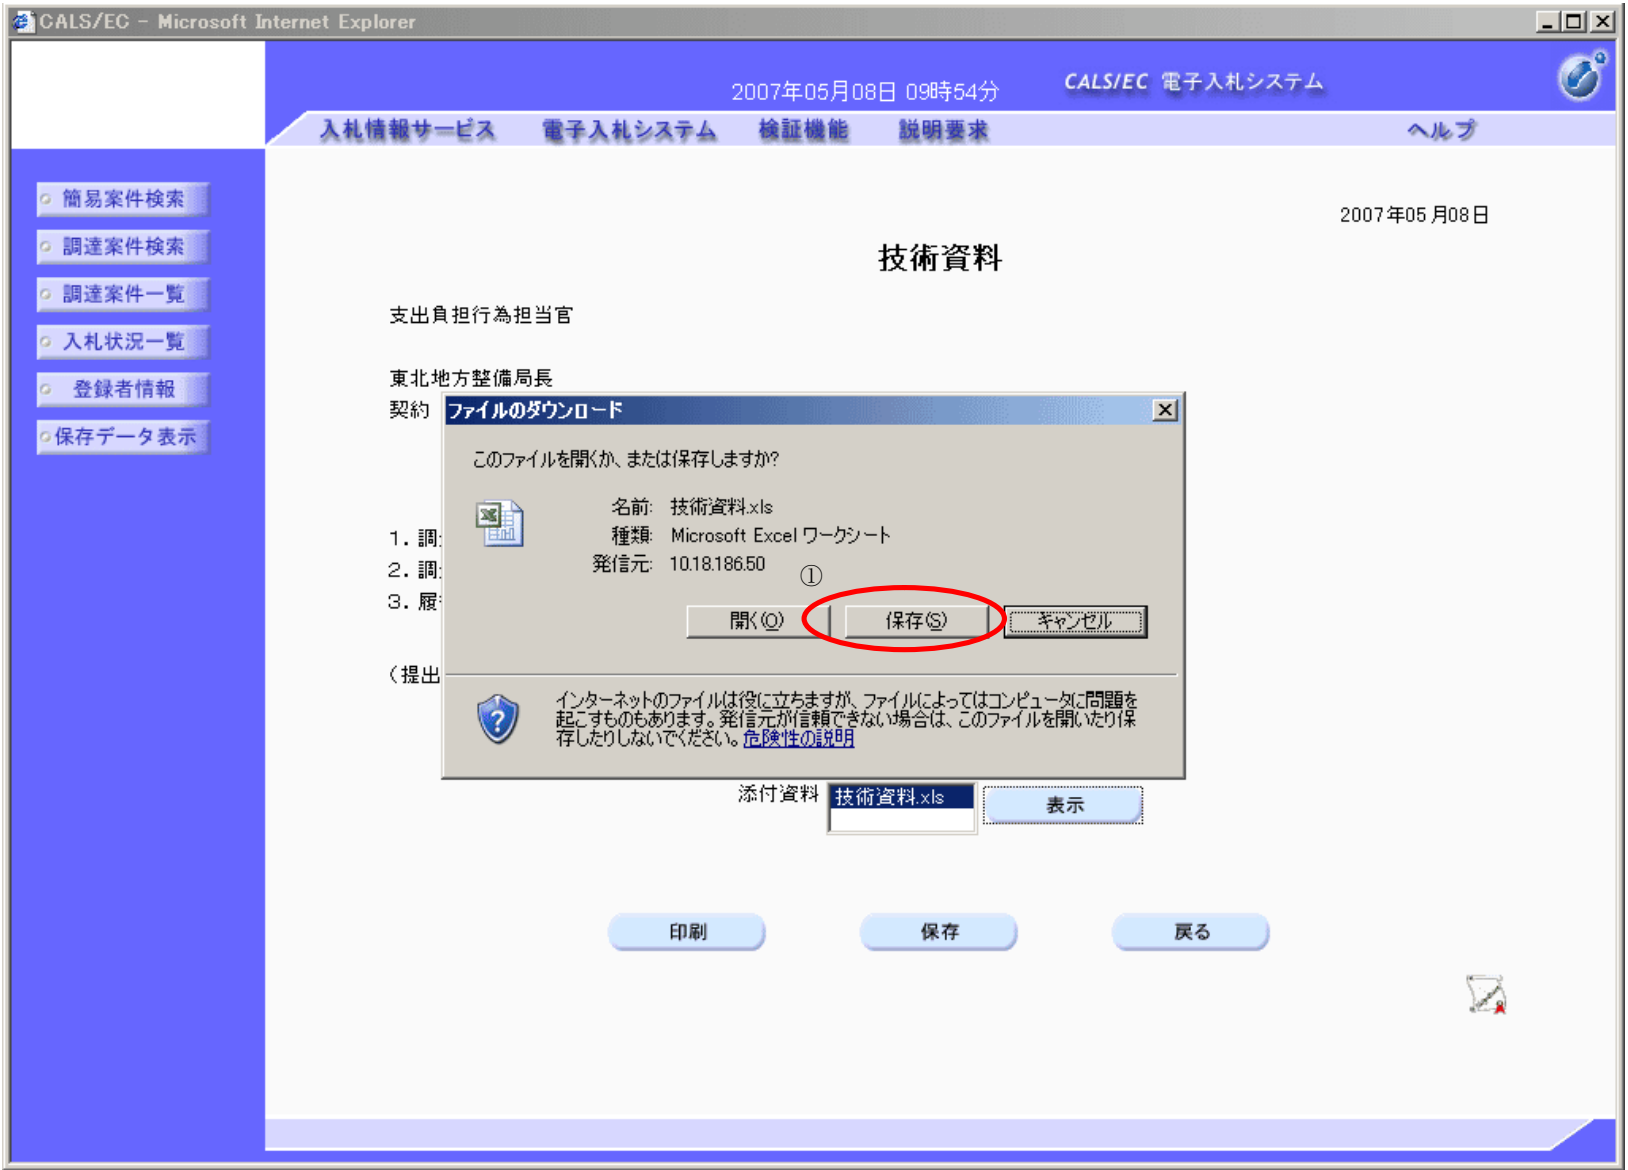 CALS/EC - Microsoft Internet Explorer
2007年05月08日 09時54分
CALS/EC 電子入札システム
入札情報サービス 電子入札システム 検証機能 説明要求 ヘルプ
簡易案件検索
調達案件検索
調達案件一覧
入札状況一覧
登録者情報
保存データ表示
2007年05月08日
技術資料
支出負担行為担当官
東北地方整備局長
契約
ファイルのダウンロード
このファイルを開くか、または保存しますか?
名前: 技術資料.xls
種類: Microsoft Excel ワークシート
発信元: 10.18.186.50
①
開く(O) 保存(S) キャンセル
1.調
2.調
3.履
(提出
インターネットのファイルは役に立ちますが、ファイルによってはコンピュータに問題を
起こすものもあります。発信元が信頼できない場合は、このファイルを開いたり保
存したりしないでください。危険性の説明
添付資料 技術資料.xls 表示
印刷 保存 戻る